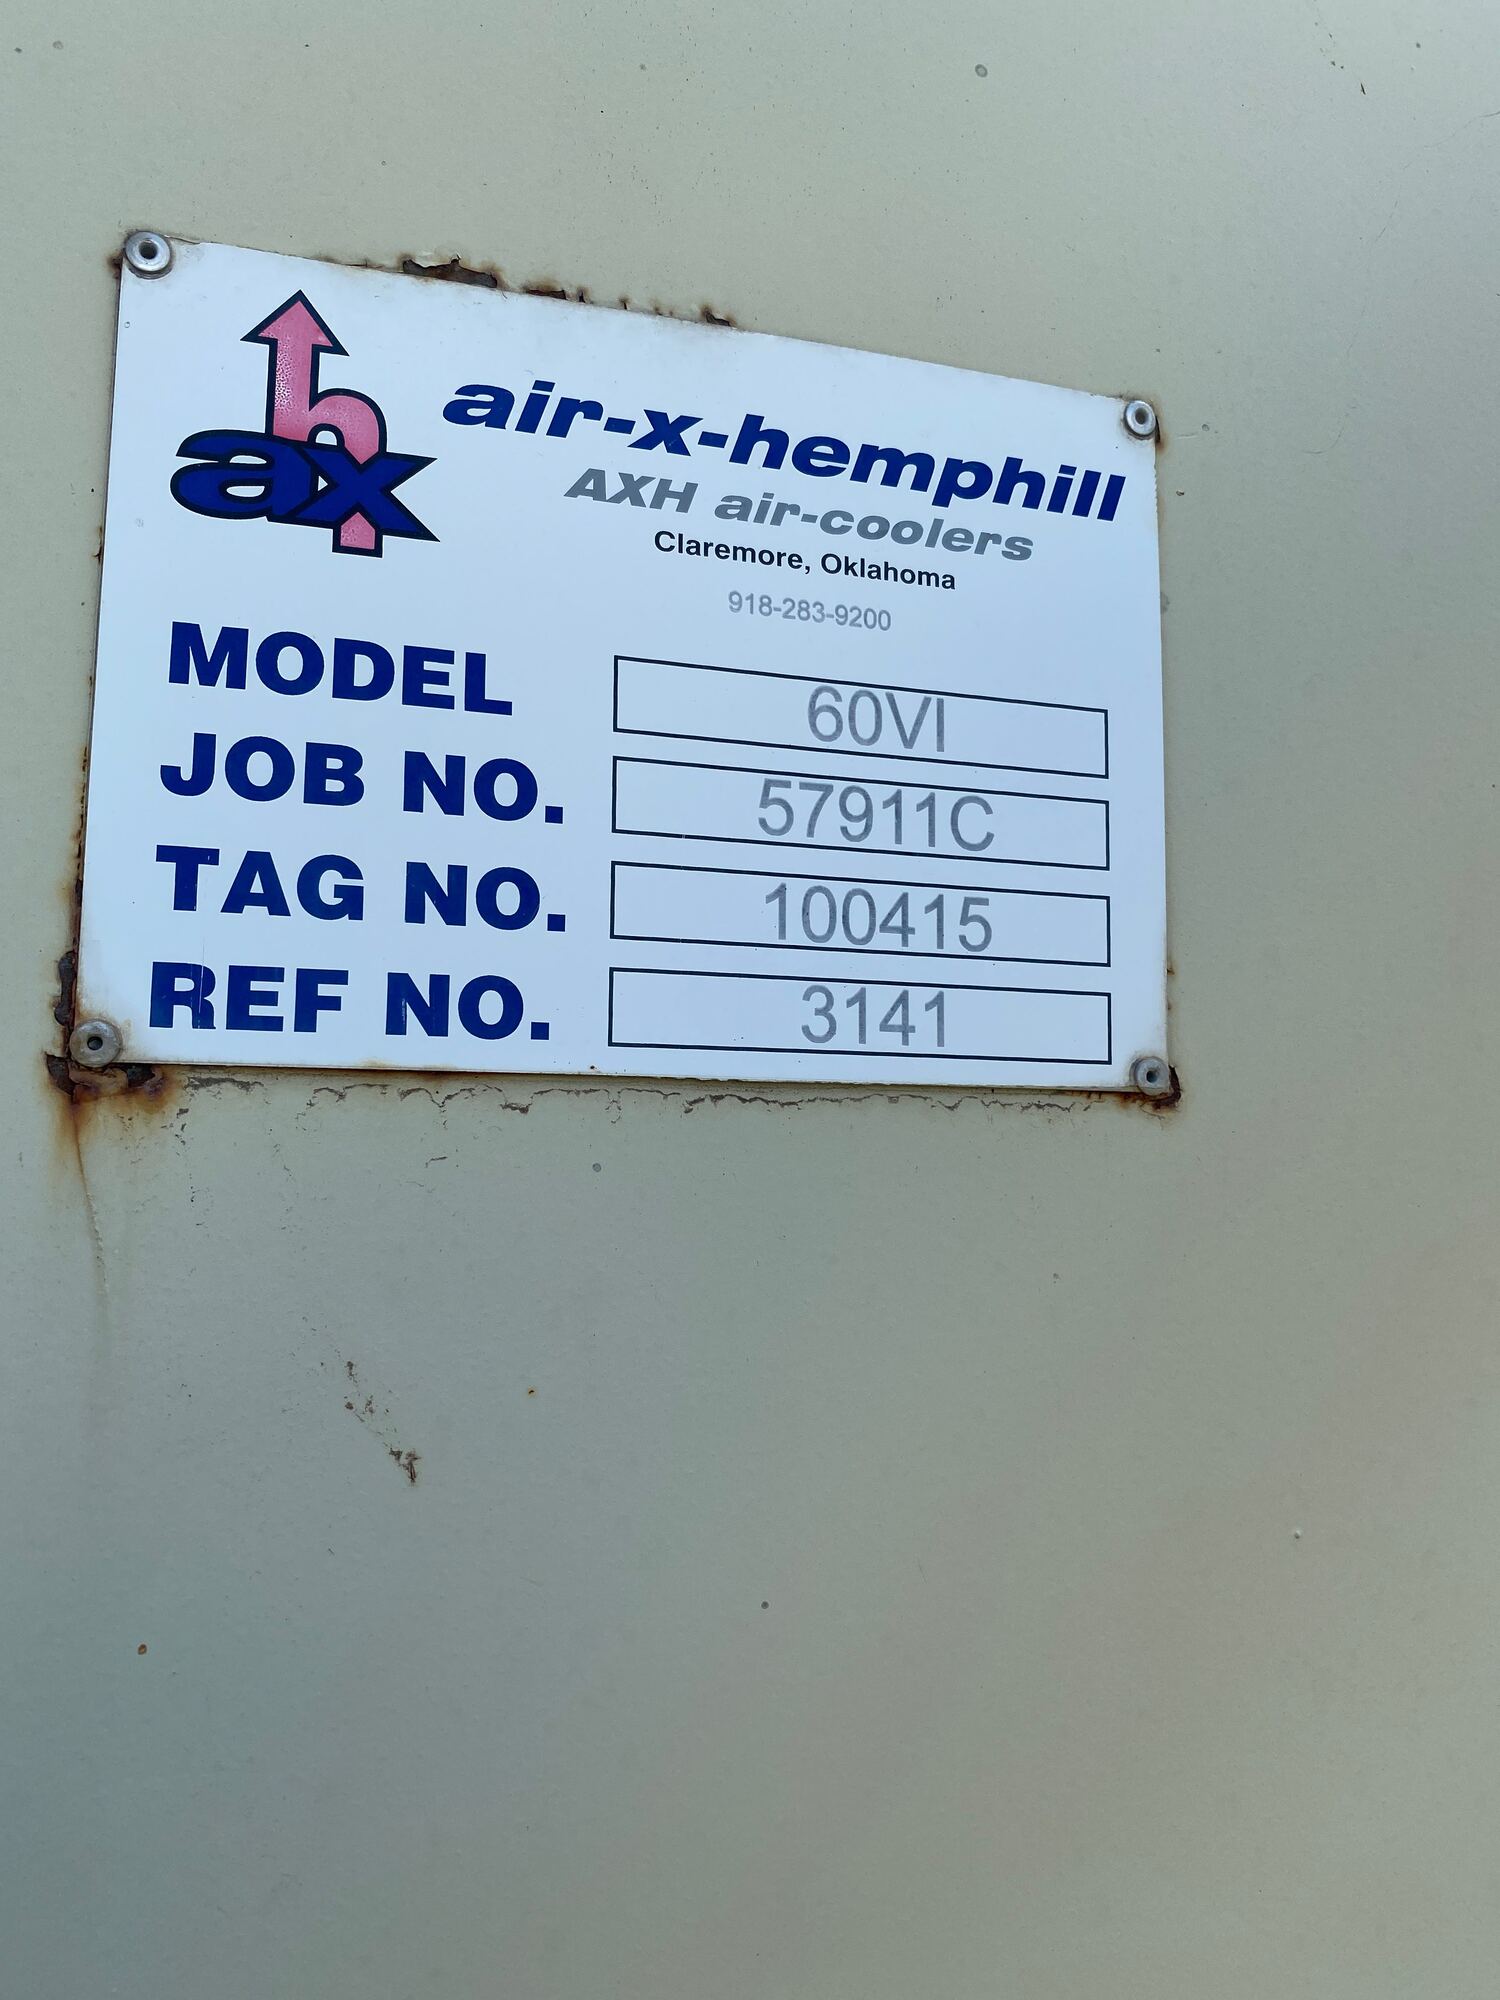 axh
air-x-hemphill
AXH air-coolers
Claremore, Oklahoma
918-283-9200
MODEL 60VI
JOB NO. 57911C
TAG NO. 100415
REF NO. 3141